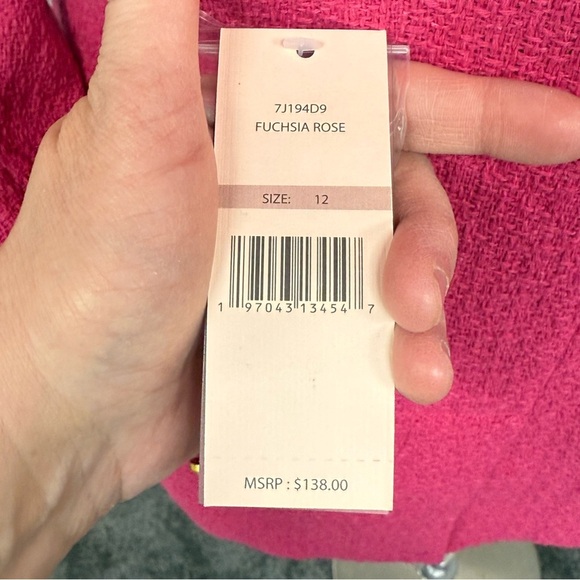 7J194D9
FUCHSIA ROSE
SIZE: 12
1 97043 13454 7
MSRP : $138.00